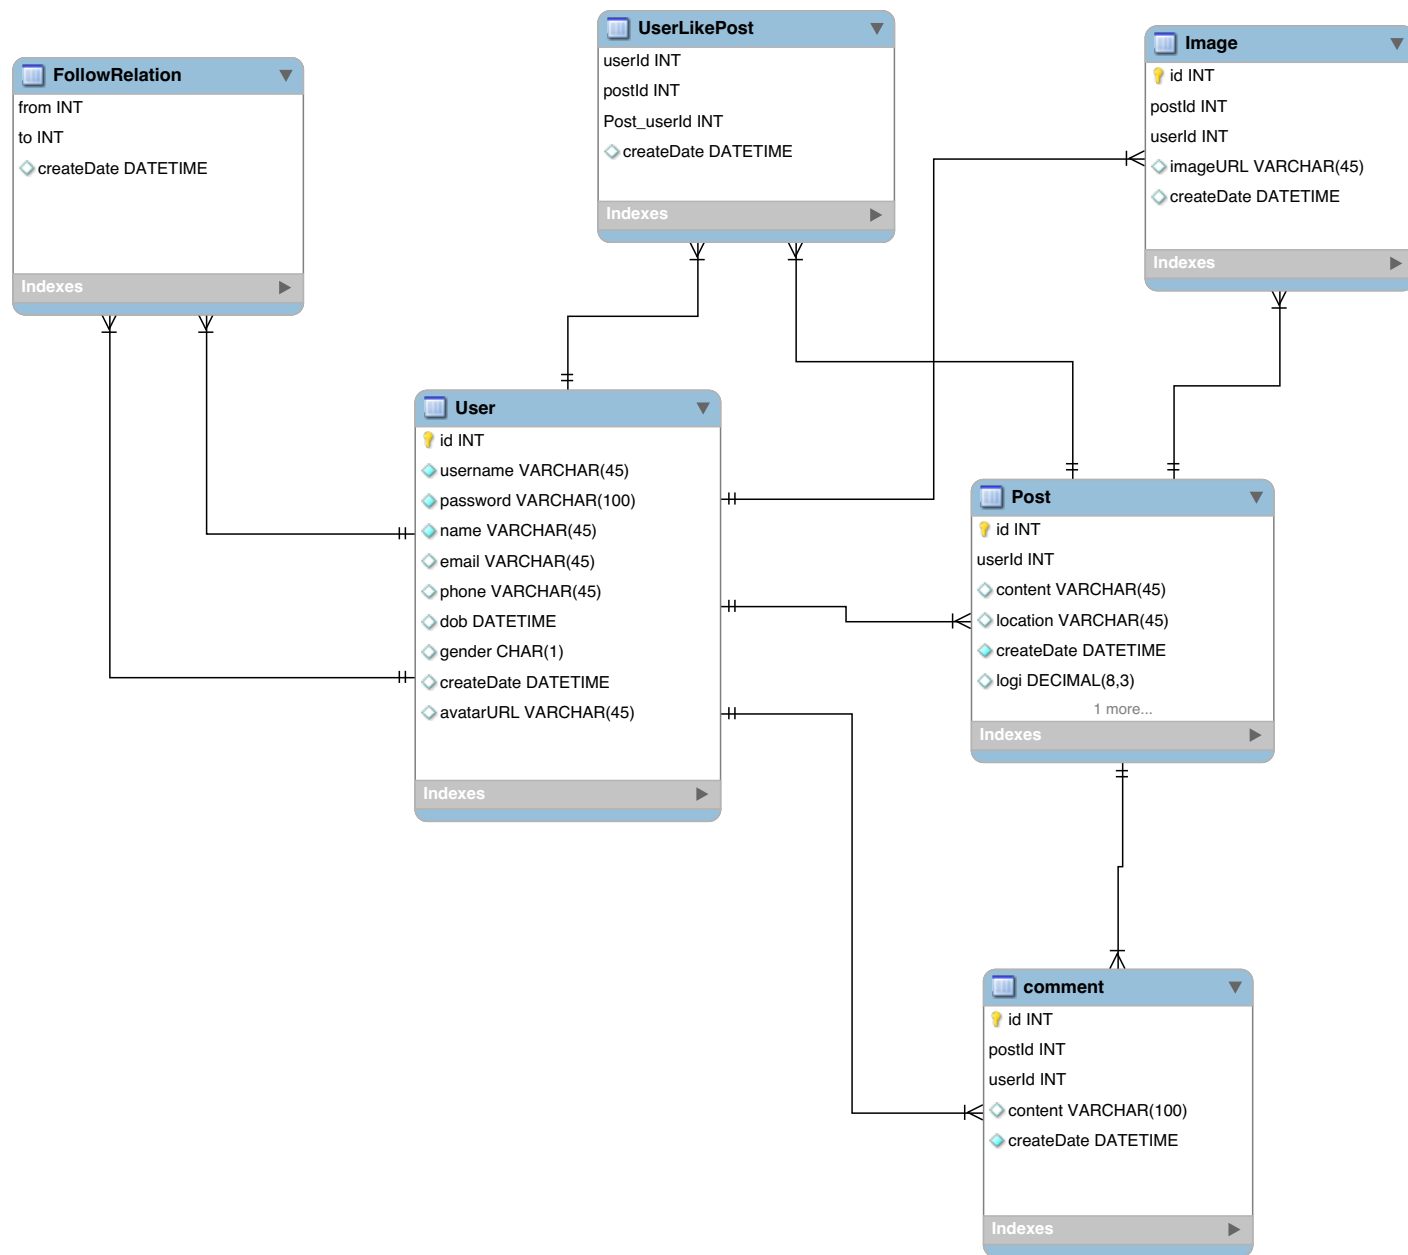 FollowRelation
from INT
to INT
createDate DATETIME
Indexes
UserLikePost
userId INT
postId INT
Post_userId INT
createDate DATETIME
Indexes
Image
id INT
postId INT
userId INT
imageURL VARCHAR(45)
createDate DATETIME
Indexes
User
id INT
username VARCHAR(45)
password VARCHAR(100)
name VARCHAR(45)
email VARCHAR(45)
phone VARCHAR(45)
dob DATETIME
gender CHAR(1)
createDate DATETIME
avatarURL VARCHAR(45)
Indexes
Post
id INT
userId INT
content VARCHAR(45)
location VARCHAR(45)
createDate DATETIME
logi DECIMAL(8,3)
1 more...
Indexes
comment
id INT
postId INT
userId INT
content VARCHAR(100)
createDate DATETIME
Indexes